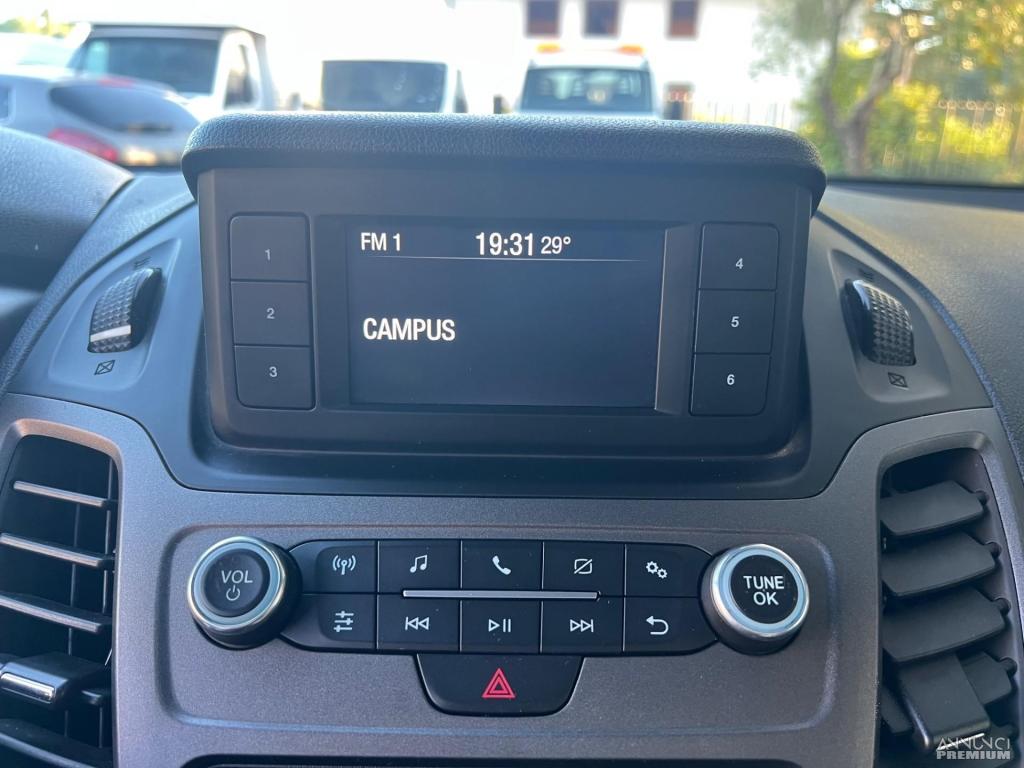 FM 1 19:31 29°
CAMPUS
1
2
3
4
5
6
VOL
TUNE
OK
ANNUNCI
PREMIUM